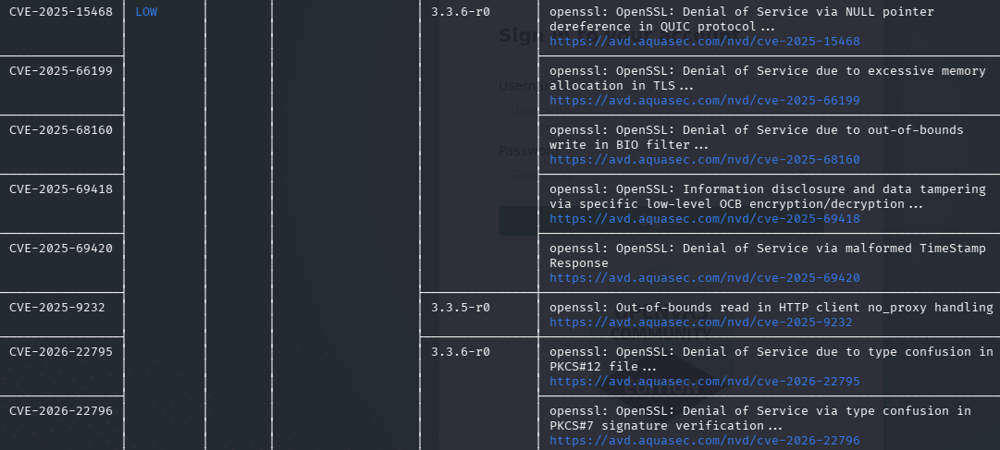 CVE-2025-15468 LOW 3.3.6-r0 openssl: OpenSSL: Denial of Service via NULL pointer
dereference in QUIC protocol...
https://avd.aquasec.com/nvd/cve-2025-15468
CVE-2025-66199 openssl: OpenSSL: Denial of Service due to excessive memory
allocation in TLS...
https://avd.aquasec.com/nvd/cve-2025-66199
CVE-2025-68160 openssl: OpenSSL: Denial of Service due to out-of-bounds
write in BIO filter...
https://avd.aquasec.com/nvd/cve-2025-68160
CVE-2025-69418 openssl: OpenSSL: Information disclosure and data tampering
via specific low-level OCB encryption/decryption...
https://avd.aquasec.com/nvd/cve-2025-69418
CVE-2025-69420 openssl: OpenSSL: Denial of Service via malformed TimeStamp
Response
https://avd.aquasec.com/nvd/cve-2025-69420
CVE-2025-9232 3.3.5-r0 openssl: Out-of-bounds read in HTTP client no_proxy handling
https://avd.aquasec.com/nvd/cve-2025-9232
CVE-2026-22795 3.3.6-r0 openssl: OpenSSL: Denial of Service due to type confusion in
PKCS#12 file...
https://avd.aquasec.com/nvd/cve-2026-22795
CVE-2026-22796 openssl: OpenSSL: Denial of Service via type confusion in
PKCS#7 signature verification...
https://avd.aquasec.com/nvd/cve-2026-22796
COMMUNITY
EDITION